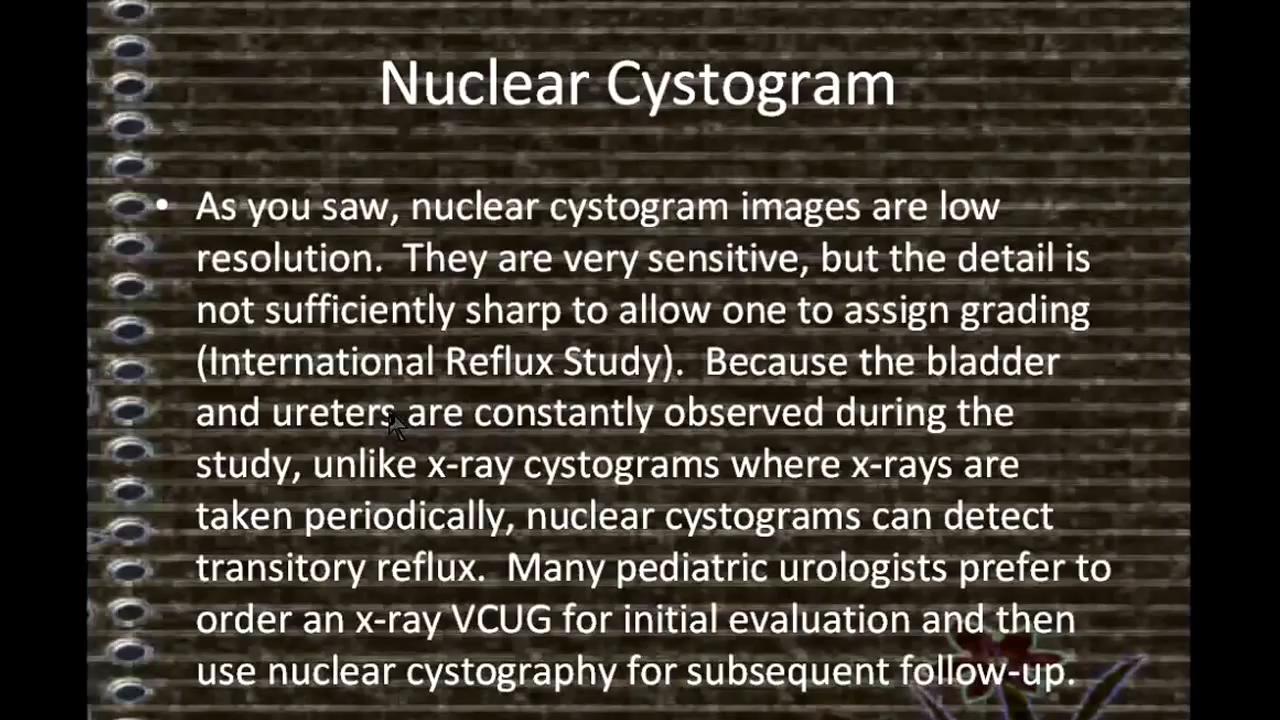 Nuclear Cystogram
• As you saw, nuclear cystogram images are low
resolution.  They are very sensitive, but the detail is
not sufficiently sharp to allow one to assign grading
(International Reflux Study).  Because the bladder
and ureters are constantly observed during the
study, unlike x-ray cystograms where x-rays are
taken periodically, nuclear cystograms can detect
transitory reflux.  Many pediatric urologists prefer to
order an x-ray VCUG for initial evaluation and then
use nuclear cystography for subsequent follow-up.